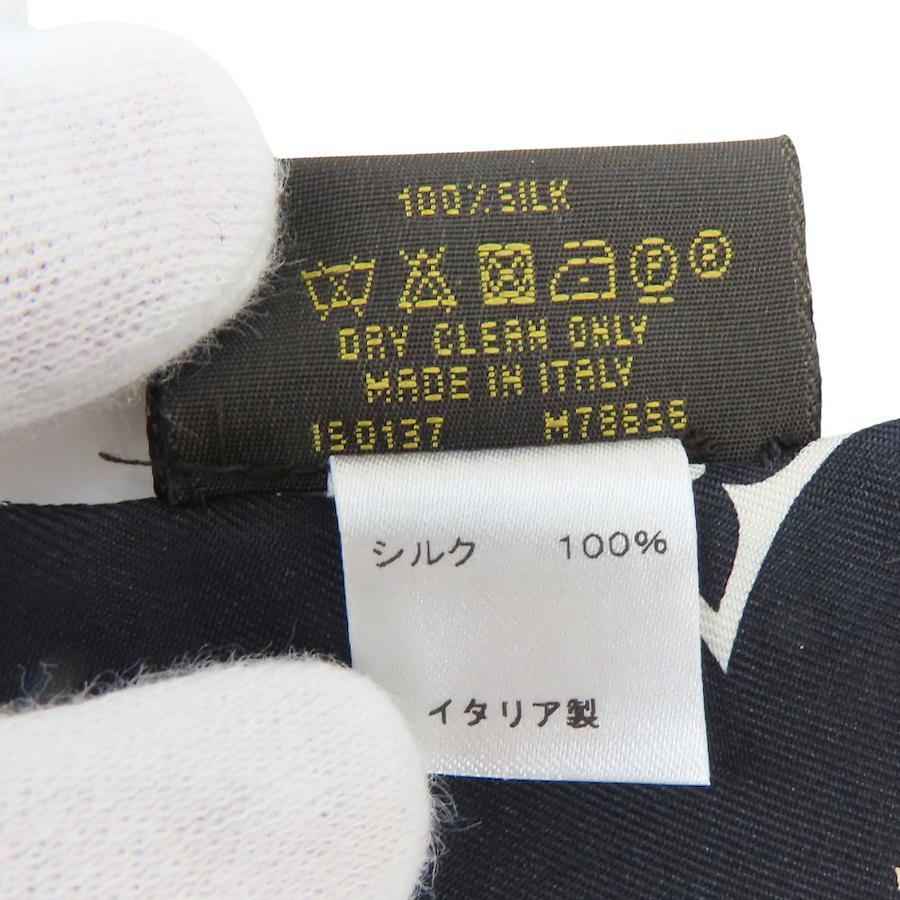 100% SILK
P R
DRY CLEAN ONLY
MADE IN ITALY
150137 M78656
シルク 100%
イタリア製